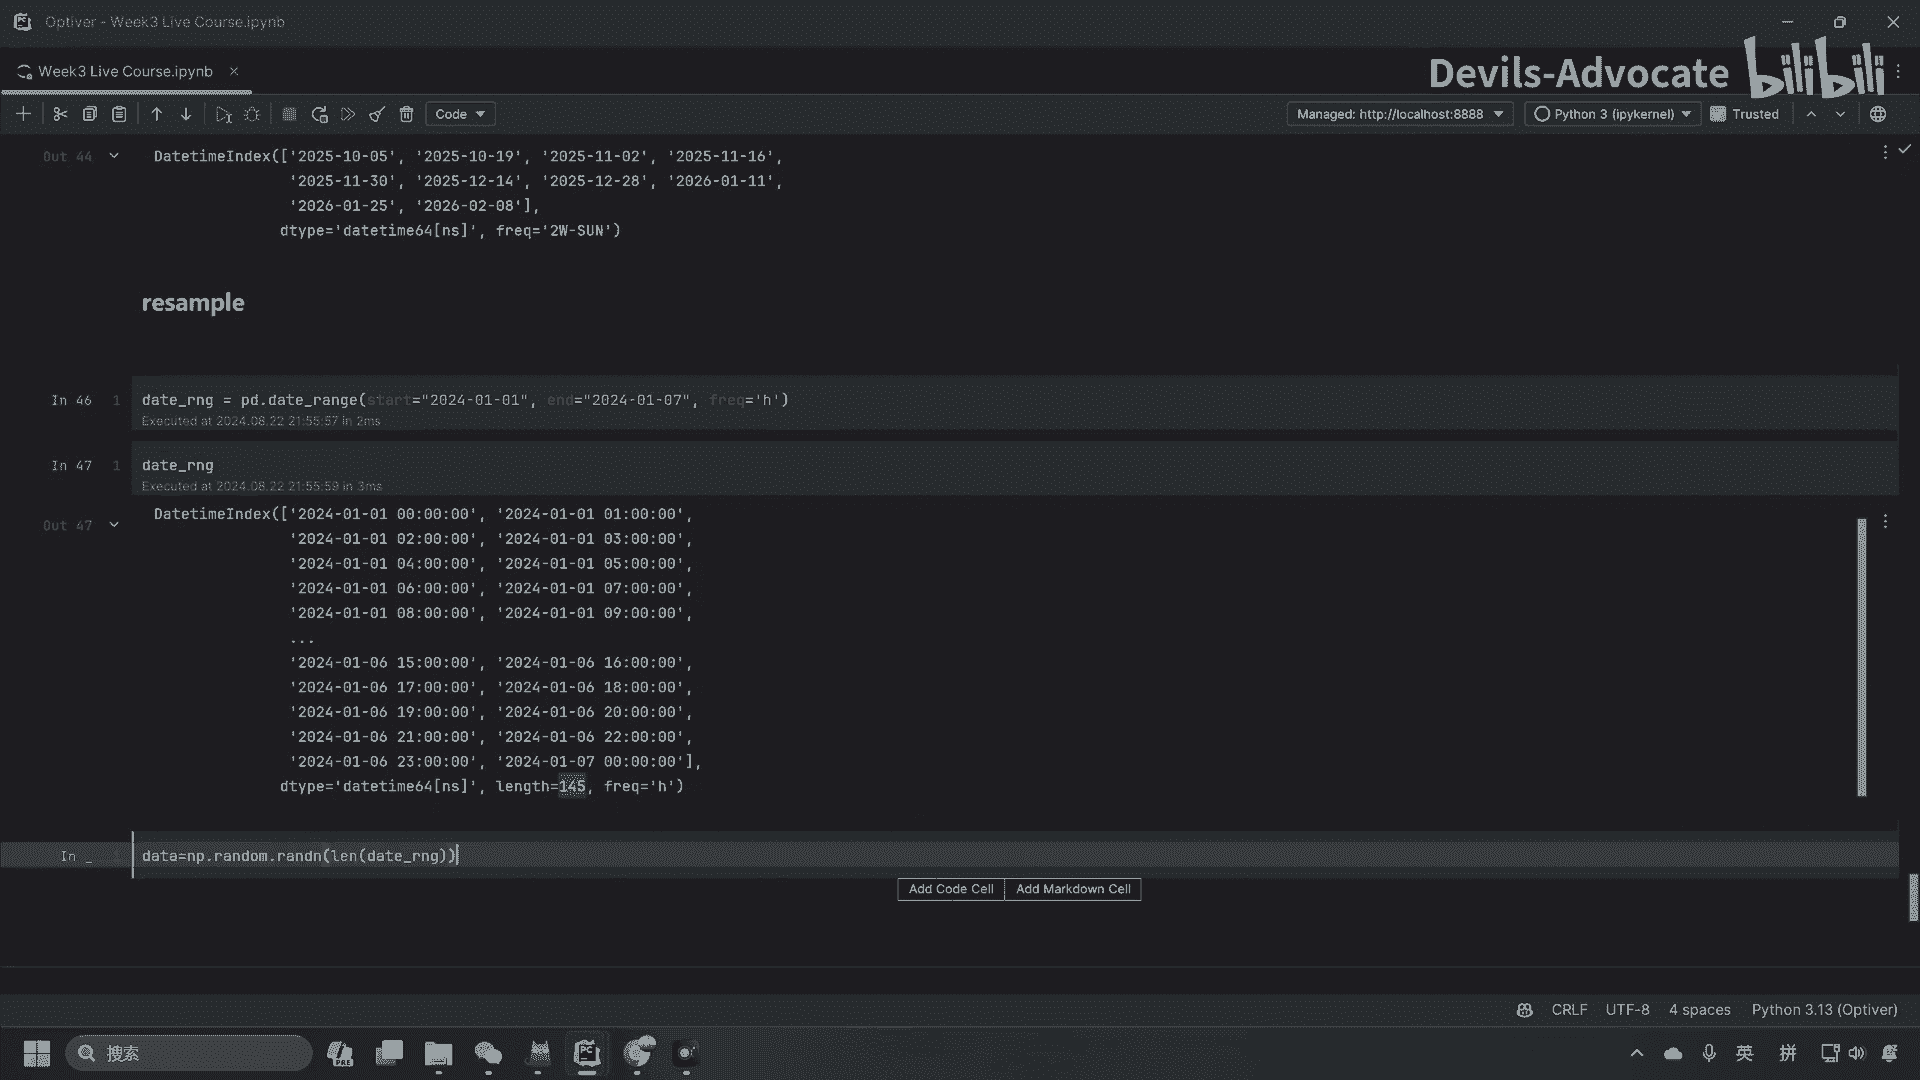 Optiver - Week3 Live Course.ipynb
Week3 Live Course.ipynb
Devils-Advocate bilibili
Code
Managed: http://localhost:8888
Python 3 (ipykernel)
Trusted
Out 44
DatetimeIndex(['2025-10-05', '2025-10-19', '2025-11-02', '2025-11-16',
'2025-11-30', '2025-12-14', '2025-12-28', '2026-01-11',
'2026-01-25', '2026-02-08'],
dtype='datetime64[ns]', freq='2W-SUN')
resample
In 46 1 date_rng = pd.date_range(start="2024-01-01", end="2024-01-07", freq='h')
Executed at 2024.08.22 21:55:57 in 2ms
In 47 1 date_rng
Executed at 2024.08.22 21:55:59 in 3ms
Out 47
DatetimeIndex(['2024-01-01 00:00:00', '2024-01-01 01:00:00',
'2024-01-01 02:00:00', '2024-01-01 03:00:00',
'2024-01-01 04:00:00', '2024-01-01 05:00:00',
'2024-01-01 06:00:00', '2024-01-01 07:00:00',
'2024-01-01 08:00:00', '2024-01-01 09:00:00',
...
'2024-01-06 15:00:00', '2024-01-06 16:00:00',
'2024-01-06 17:00:00', '2024-01-06 18:00:00',
'2024-01-06 19:00:00', '2024-01-06 20:00:00',
'2024-01-06 21:00:00', '2024-01-06 22:00:00',
'2024-01-06 23:00:00', '2024-01-07 00:00:00'],
dtype='datetime64[ns]', length=145, freq='h')
In _ 1 data=np.random.randn(len(date_rng))
Add Code Cell
Add Markdown Cell
CRLF
UTF-8
4 spaces
Python 3.13 (Optiver)
搜索
PRE
PC
英
拼